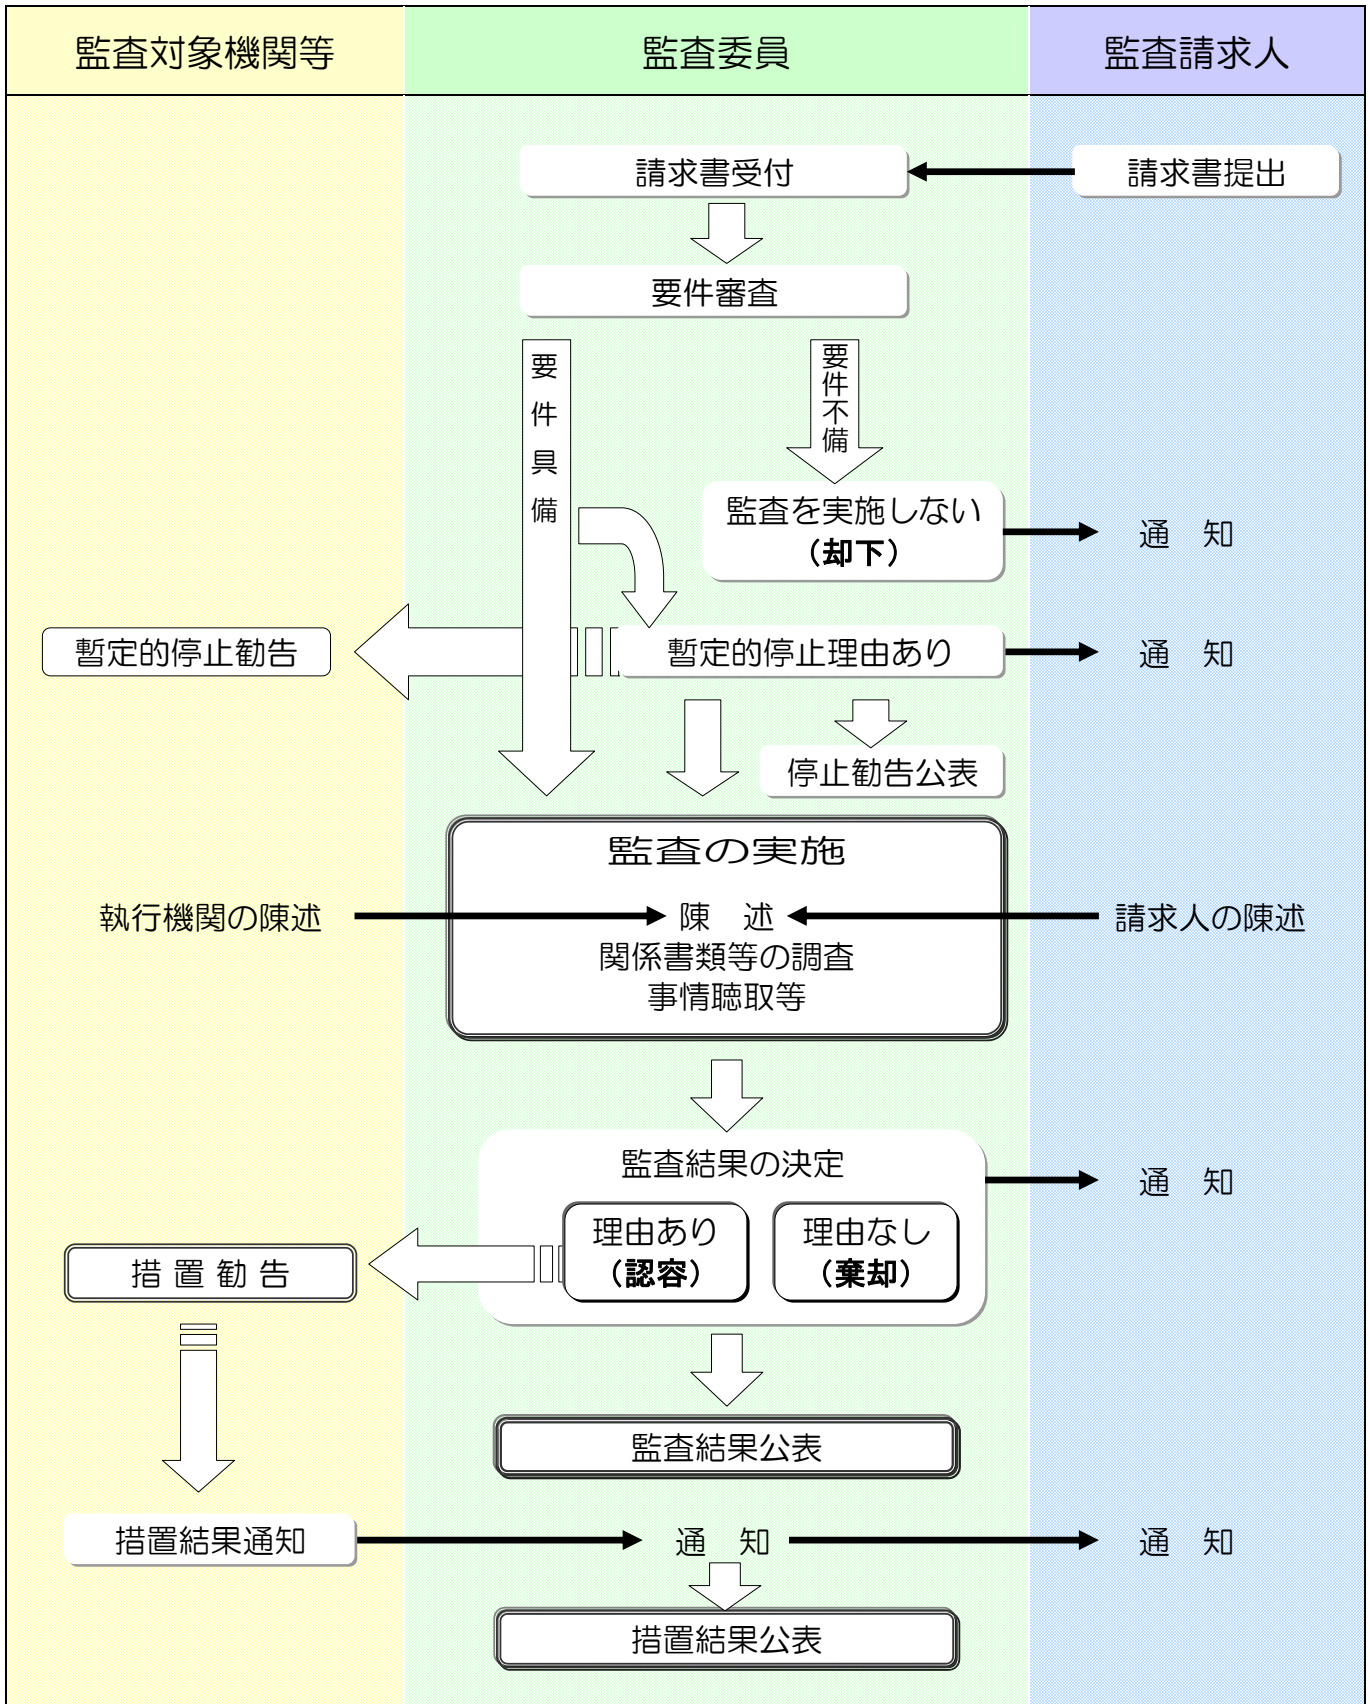 監査対象機関等
監査委員
監査請求人
請求書受付
請求書提出
要件審査
要件具備
要件不備
監査を実施しない
（却下）
通　知
暫定的停止勧告
暫定的停止理由あり
通　知
停止勧告公表
監査の実施
執行機関の陳述
陳　述
請求人の陳述
関係書類等の調査
事情聴取等
監査結果の決定
通　知
理由あり
（認容）
理由なし
（棄却）
措置勧告
監査結果公表
措置結果通知
通　知
通　知
措置結果公表